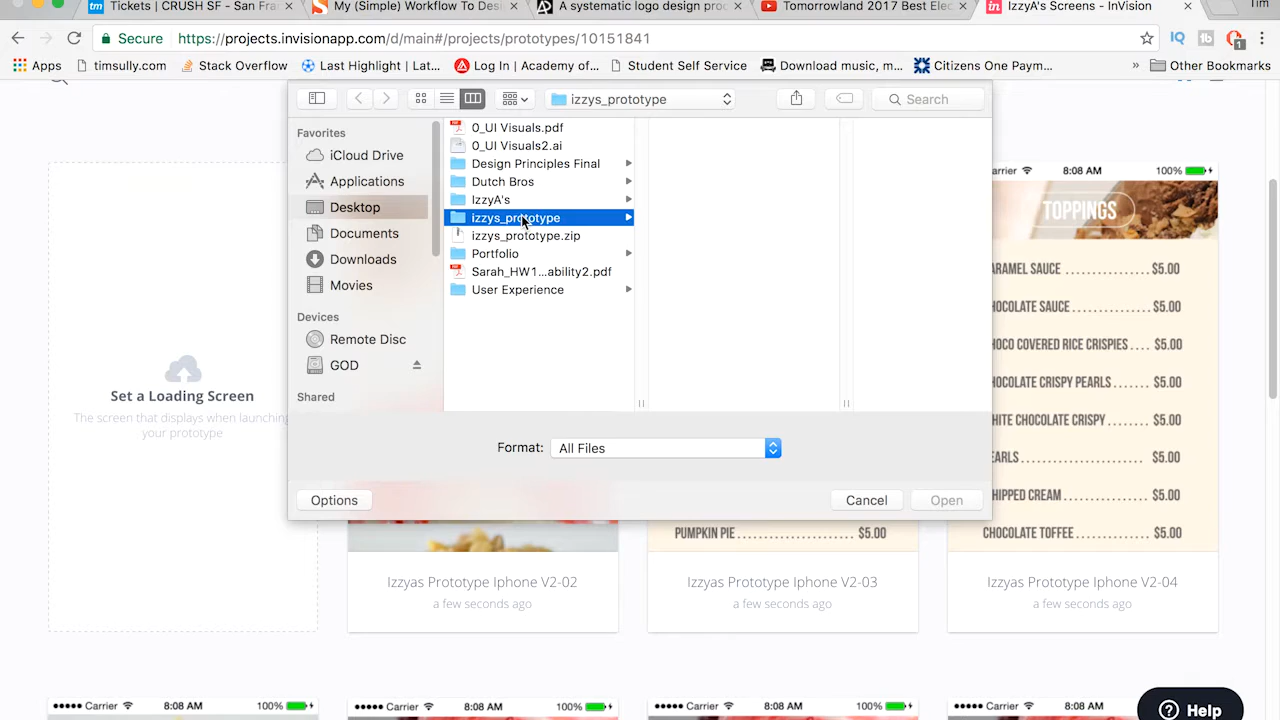 Tickets | CRUSH SF - San Fran
My (Simple) Workflow To Desi
A systematic logo design proc
Tomorrowland 2017 Best Elec
IzzyA's Screens - InVision
Tim
Secure
https://projects.invisionapp.com/d/main#/projects/prototypes/10151841
Apps
timsully.com
Stack Overflow
Last Highlight | Lat...
Log In | Academy of...
Student Self Service
Download music, m...
Citizens One Paym...
»
Other Bookmarks
izzys_prototype
Search
Favorites
iCloud Drive
Applications
Desktop
Documents
Downloads
Movies
Devices
Remote Disc
GOD
Shared
0_UI Visuals.pdf
0_UI Visuals2.ai
Design Principles Final
Dutch Bros
IzzyA's
izzys_prototype
izzys_prototype.zip
Portfolio
Sarah_HW1...ability2.pdf
User Experience
Format:
All Files
Options
Cancel
Open
Set a Loading Screen
The screen that displays when launching
your prototype
arrier
8:08 AM
100%
TOPPINGS
ARAMEL SAUCE ............... $5.00
HOCOLATE SAUCE .............. $5.00
HOCO COVERED RICE CRISPIES .... $5.00
HOCOLATE CRISPY PEARLS ....... $5.00
HITE CHOCOLATE CRISPY ........ $5.00
EARLS ..................... $5.00
HIPPED CREAM ............... $5.00
PUMPKIN PIE ................... $5.00
CHOCOLATE TOFFEE ............. $5.00
Izzyas Prototype Iphone V2-02
a few seconds ago
Izzyas Prototype Iphone V2-03
a few seconds ago
Izzyas Prototype Iphone V2-04
a few seconds ago
Carrier
8:08 AM
100%
Carrier
8:08 AM
100%
Carrier
8:08 AM
100%
Carrier
8:08 AM
Help